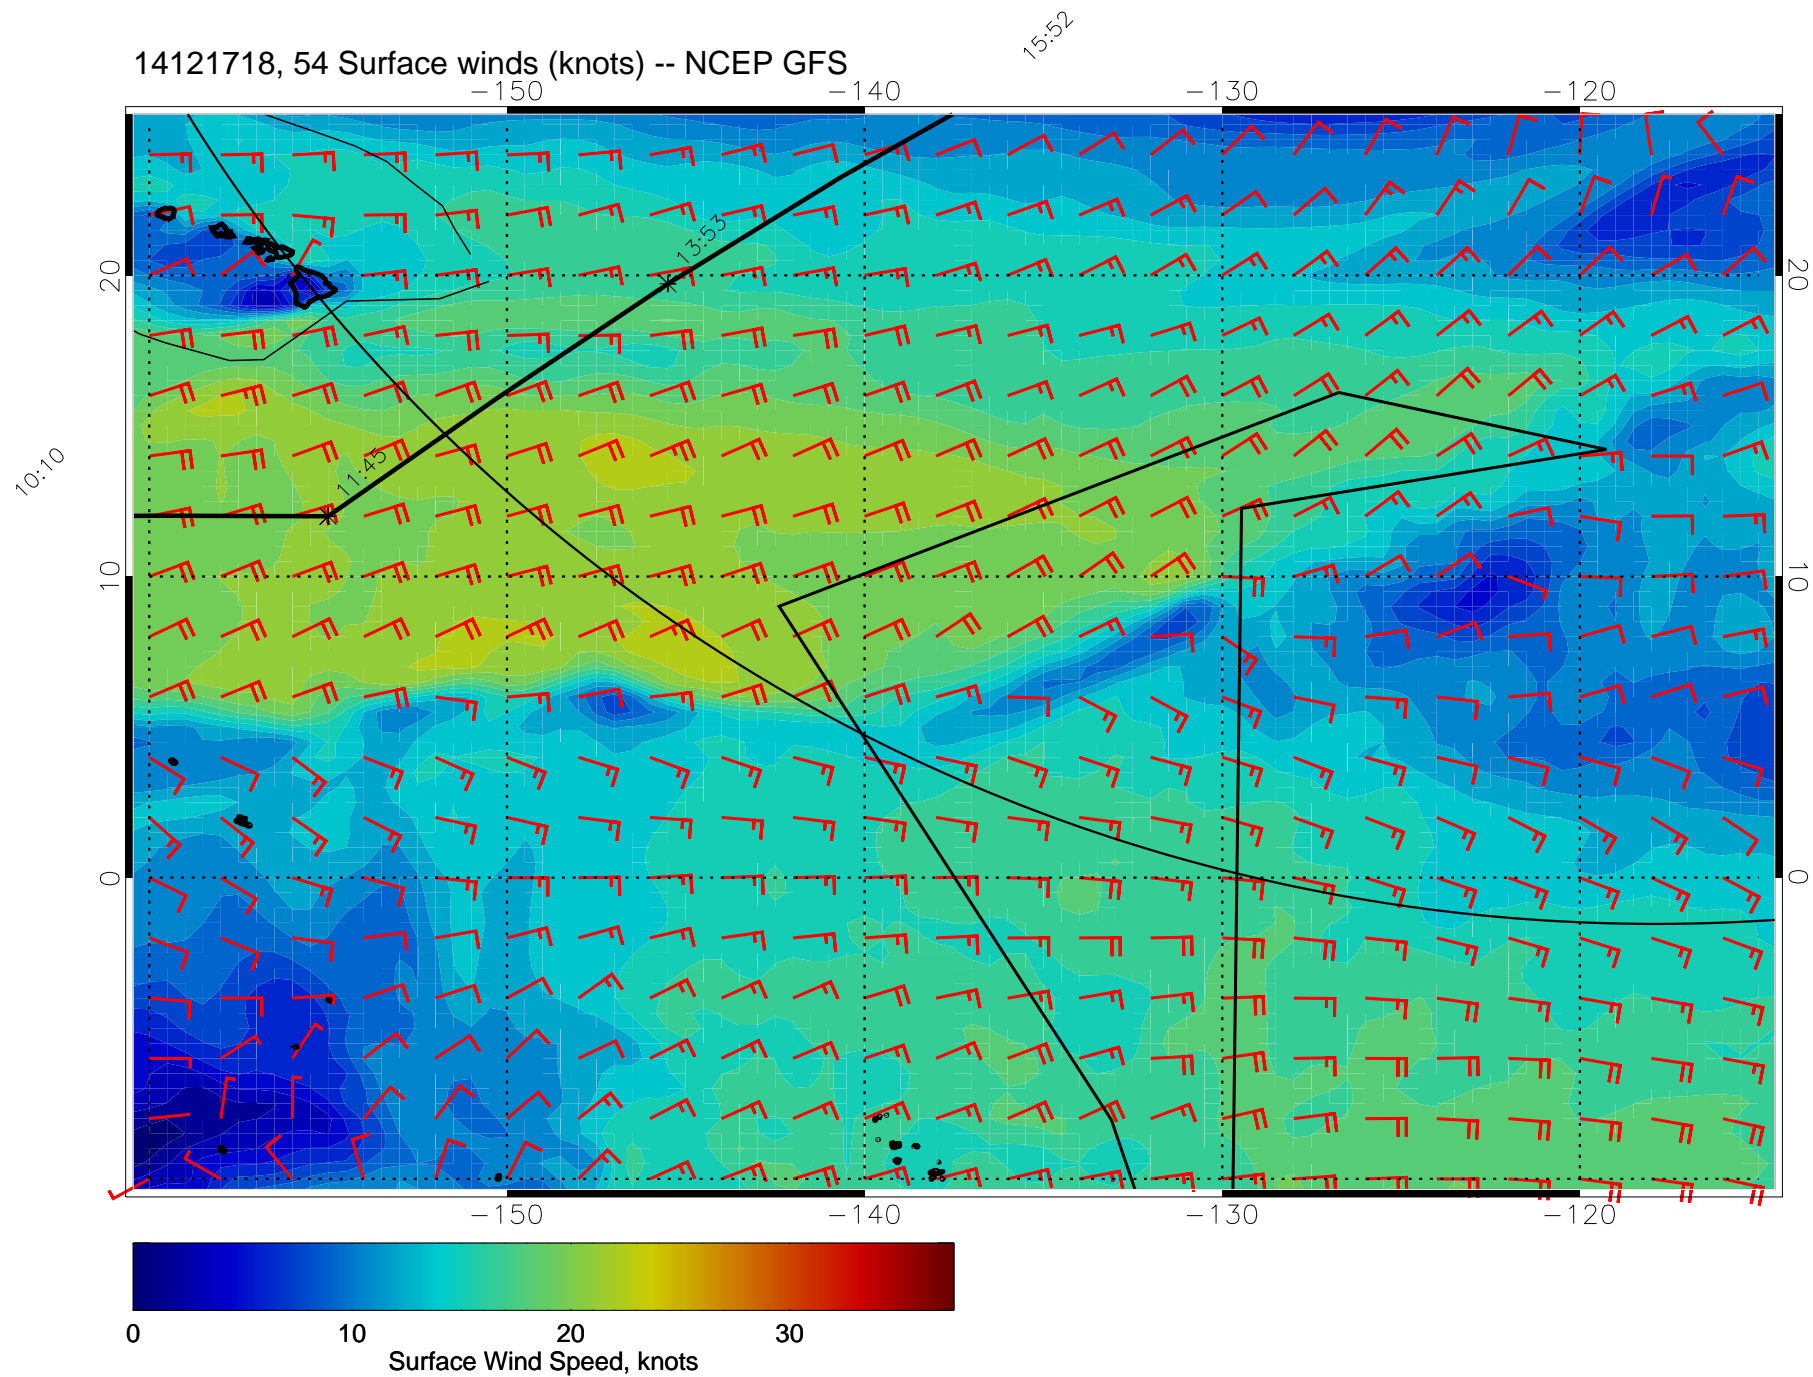 15:52
14121718, 54 Surface winds (knots) -- NCEP GFS
-150 -140 -130 -120
13:53
20 20
11:45
10:10
10 10
0 0
-150 -140 -130 -120
0 10 20 30
Surface Wind Speed, knots